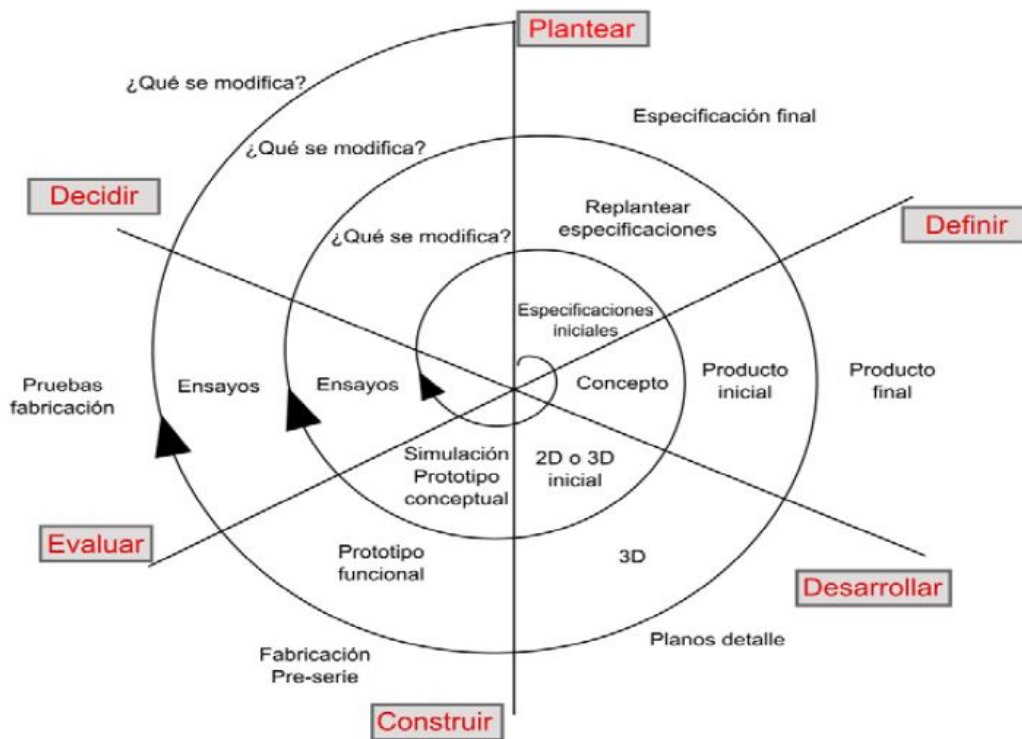 Plantear
¿Qué se modifica?
Especificación final
¿Qué se modifica?
Decidir
Replantear
especificaciones
Definir
¿Qué se modifica?
Especificaciones
iniciales
Pruebas
fabricación
Ensayos
Ensayos
Concepto
Producto
inicial
Producto
final
Simulación
Prototipo
conceptual
2D o 3D
inicial
Evaluar
Prototipo
funcional
3D
Desarrollar
Fabricación
Pre-serie
Planos detalle
Construir